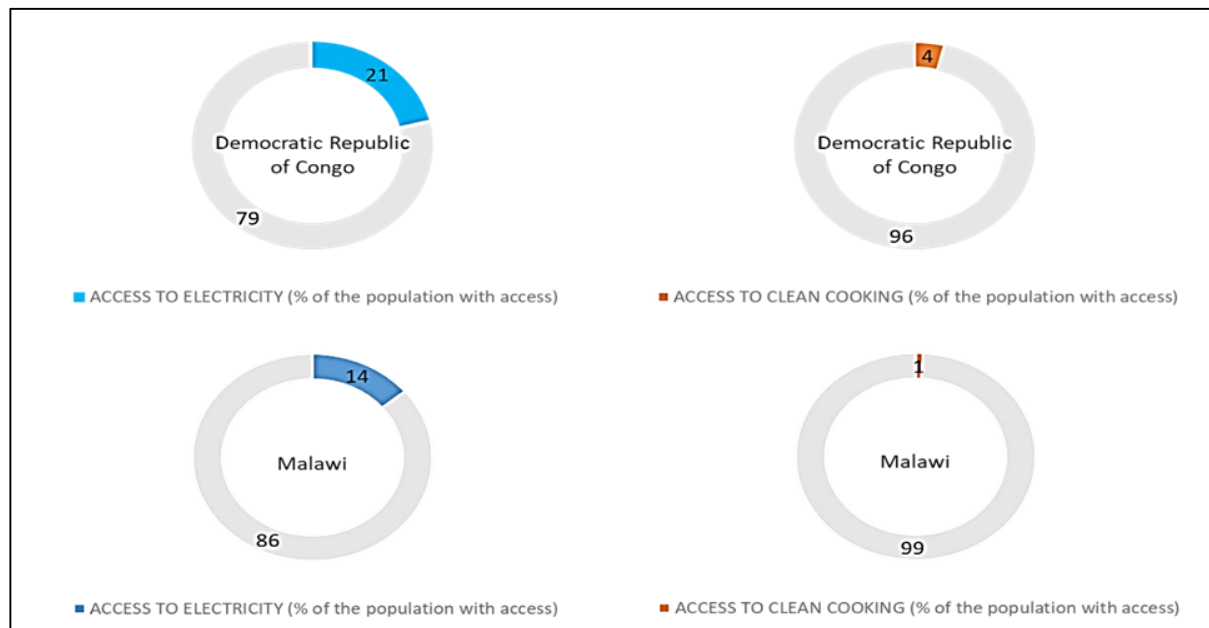 21
Democratic Republic
of Congo
79
ACCESS TO ELECTRICITY (% of the population with access)
4
Democratic Republic
of Congo
96
ACCESS TO CLEAN COOKING (% of the population with access)
14
Malawi
86
ACCESS TO ELECTRICITY (% of the population with access)
1
Malawi
99
ACCESS TO CLEAN COOKING (% of the population with access)